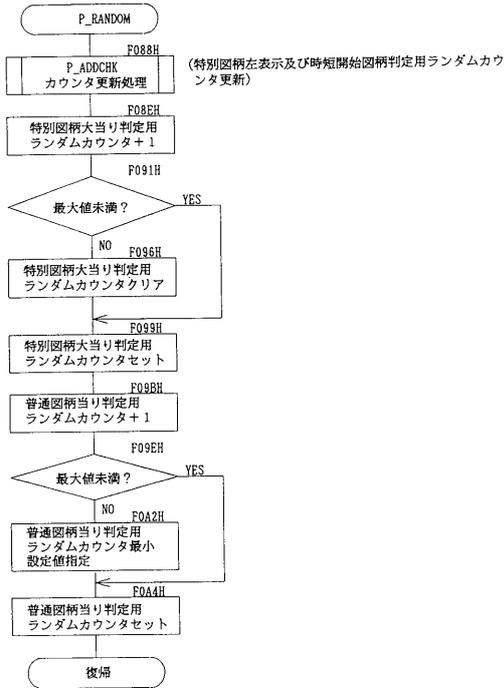 P_RANDOM
F088H
P_ADDCHK
カウンタ更新処理
(特別図柄左表示及び時短開始図柄判定用ランダムカウ
ンタ更新)
F08EH
特別図柄大当り判定用
ランダムカウンタ+1
F091H
最大値未満?
YES
NO
F096H
特別図柄大当り判定用
ランダムカウンタクリア
F099H
特別図柄大当り判定用
ランダムカウンタセット
F09BH
普通図柄当り判定用
ランダムカウンタ+1
F09EH
最大値未満?
YES
NO
F0A2H
普通図柄当り判定用
ランダムカウンタ最小
設定値指定
F0A4H
普通図柄当り判定用
ランダムカウンタセット
復帰